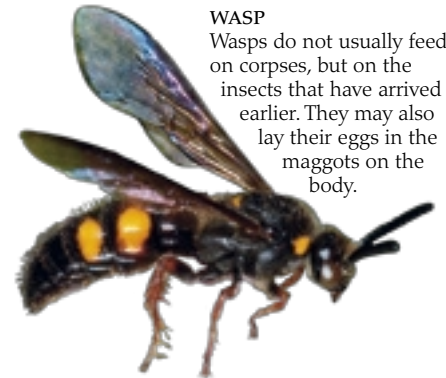 WASP
Wasps do not usually feed
on corpses, but on the
insects that have arrived
earlier. They may also
lay their eggs in the
maggots on the
body.